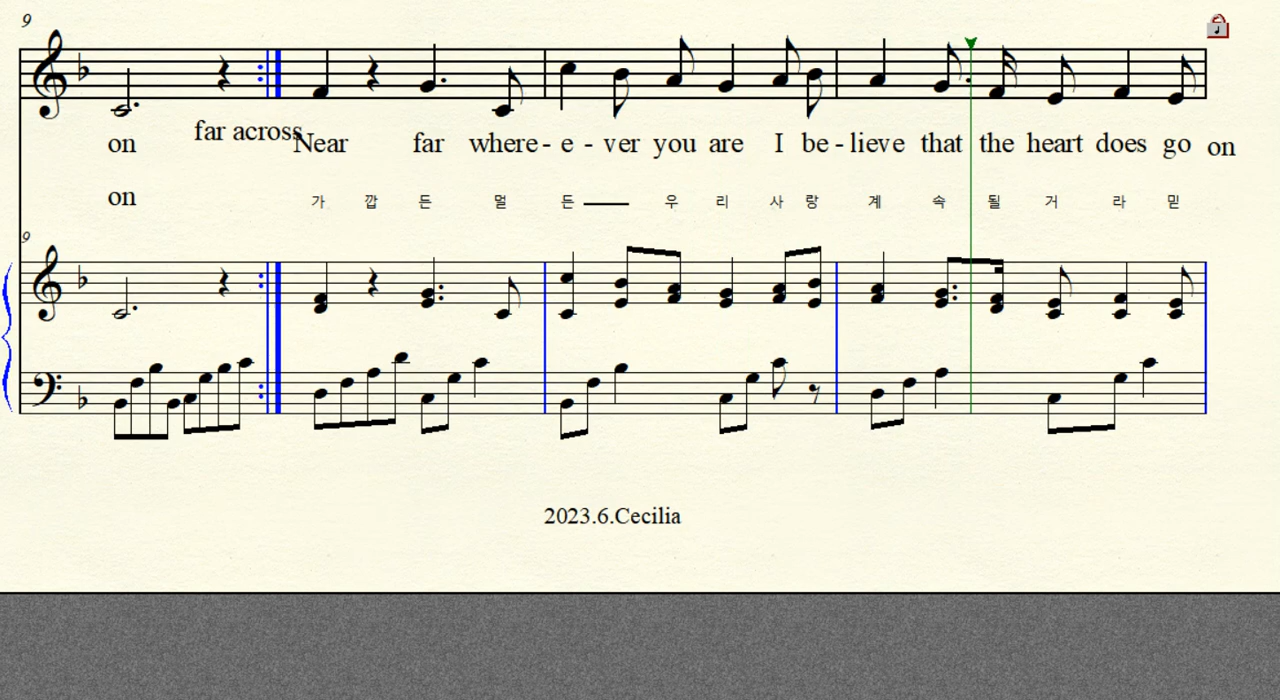 9
far across
on Near far where - e - ver you are I be - lieve that the heart does go on
on 가 깝 든 멀 든 우 리 사 랑 계 속 될 거 라 믿
9
2023.6.Cecilia